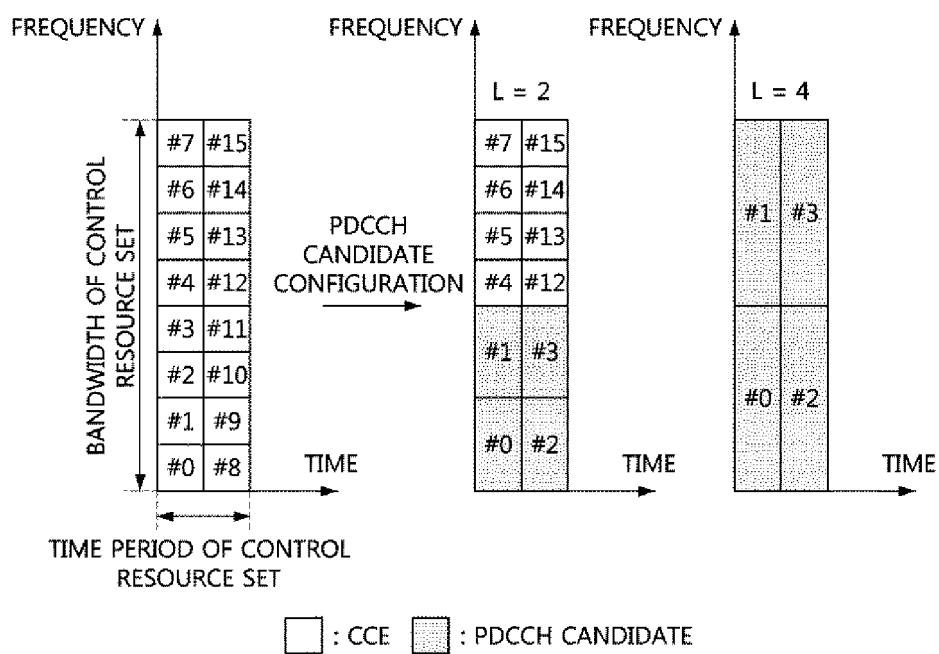 FREQUENCY
FREQUENCY
FREQUENCY
L = 2
L = 4
BANDWIDTH OF CONTROL
RESOURCE SET
#7 #15
#6 #14
#5 #13
#4 #12
#3 #11
#2 #10
#1 #9
#0 #8
TIME
TIME PERIOD OF CONTROL
RESOURCE SET
PDCCH
CANDIDATE
CONFIGURATION
#7 #15
#6 #14
#5 #13
#4 #12
#1 #3
#0 #2
TIME
#1 #3
#0 #2
TIME
: CCE
: PDCCH CANDIDATE